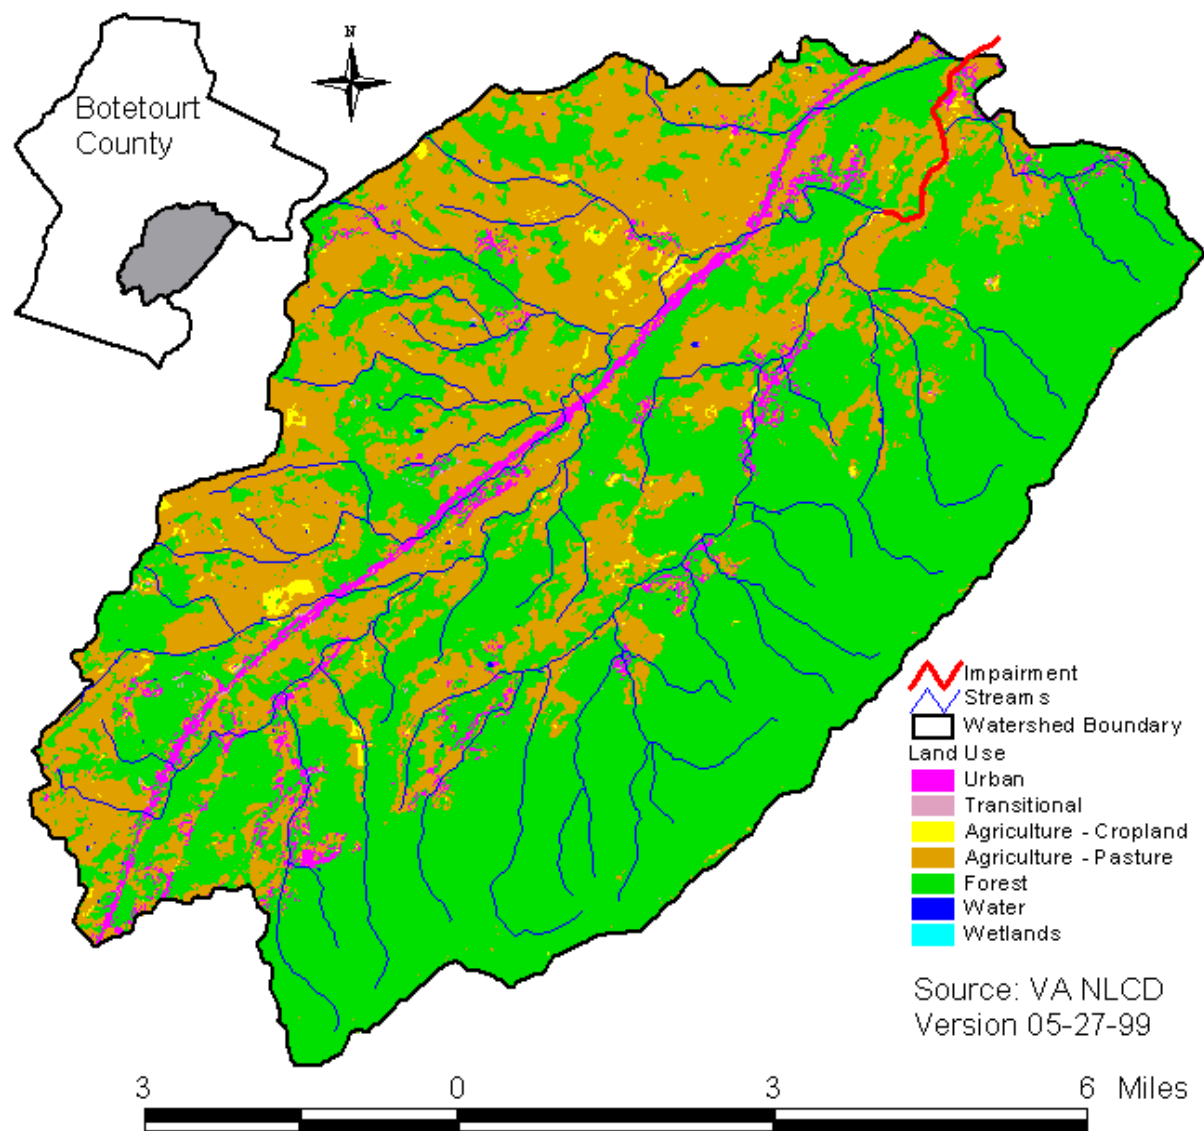 N
Botetourt
County
Impairment
Streams
Watershed Boundary
Land Use
Urban
Transitional
Agriculture - Cropland
Agriculture - Pasture
Forest
Water
Wetlands
Source: VA NLCD
Version 05-27-99
3 0 3 6 Miles